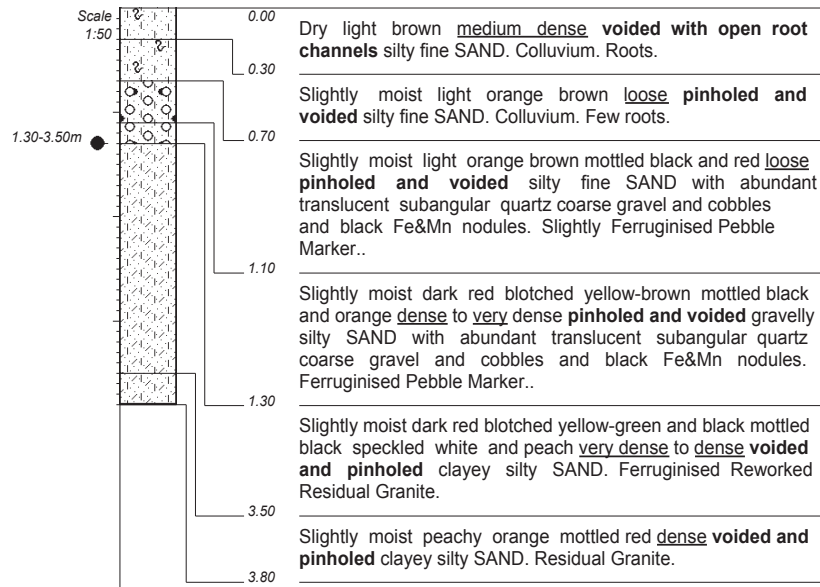 Scale
1:50
0.00
Dry light brown medium dense voided with open root
channels silty fine SAND. Colluvium. Roots.
0.30
Slightly moist light orange brown loose pinholed and
voided silty fine SAND. Colluvium. Few roots.
0.70
1.30-3.50m
Slightly moist light orange brown mottled black and red loose
pinholed and voided silty fine SAND with abundant
translucent subangular quartz coarse gravel and cobbles
and black Fe&Mn nodules. Slightly Ferruginised Pebble
Marker..
1.10
Slightly moist dark red blotched yellow-brown mottled black
and orange dense to very dense pinholed and voided gravelly
silty SAND with abundant translucent subangular quartz
coarse gravel and cobbles and black Fe&Mn nodules.
Ferruginised Pebble Marker..
1.30
Slightly moist dark red blotched yellow-green and black mottled
black speckled white and peach very dense to dense voided
and pinholed clayey silty SAND. Ferruginised Reworked
Residual Granite.
3.50
Slightly moist peachy orange mottled red dense voided and
pinholed clayey silty SAND. Residual Granite.
3.80